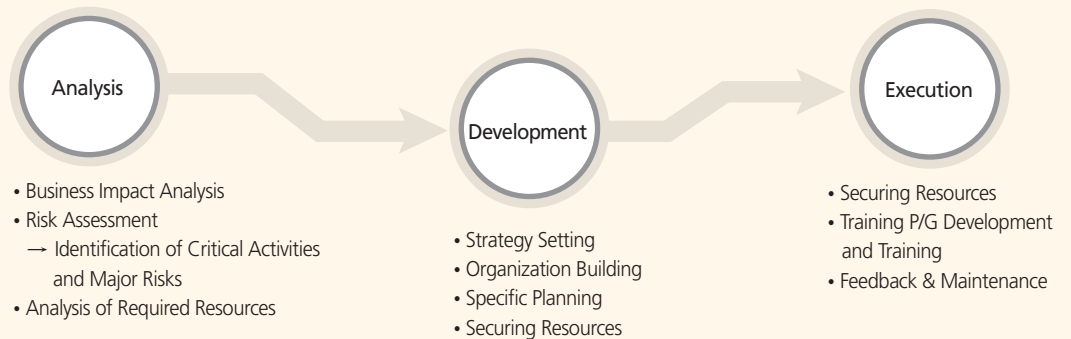 Analysis
• Business Impact Analysis
• Risk Assessment
→ Identification of Critical Activities
and Major Risks
• Analysis of Required Resources
Development
• Strategy Setting
• Organization Building
• Specific Planning
• Securing Resources
Execution
• Securing Resources
• Training P/G Development
and Training
• Feedback & Maintenance